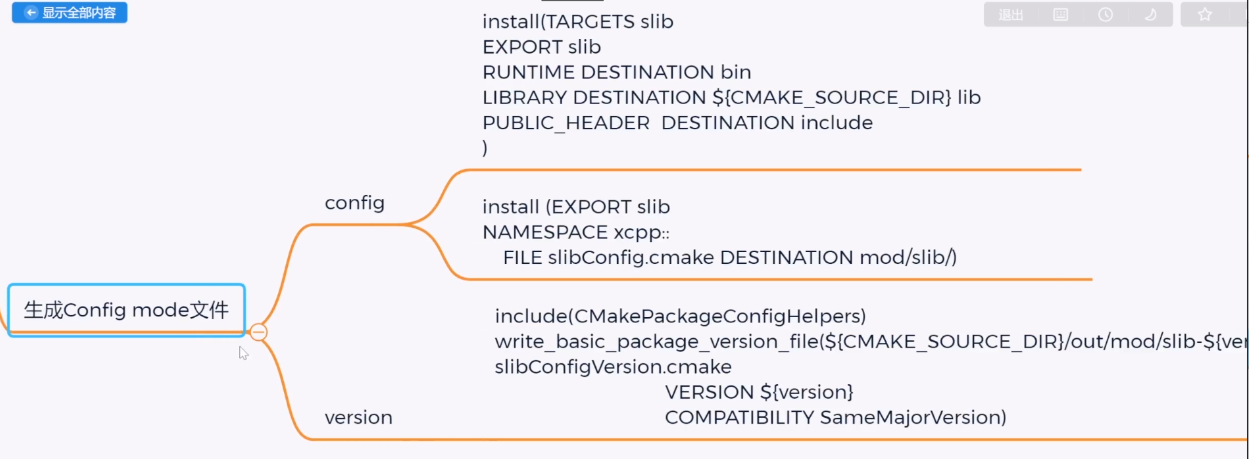 显示全部内容
退出
install(TARGETS slib
EXPORT slib
RUNTIME DESTINATION bin
LIBRARY DESTINATION ${CMAKE_SOURCE_DIR} lib
PUBLIC_HEADER  DESTINATION include
)
config
install (EXPORT slib
NAMESPACE xcpp::
FILE slibConfig.cmake DESTINATION mod/slib/)
生成Config mode文件
include(CMakePackageConfigHelpers)
write_basic_package_version_file(${CMAKE_SOURCE_DIR}/out/mod/slib-${ver
slibConfigVersion.cmake
VERSION ${version}
COMPATIBILITY SameMajorVersion)
version